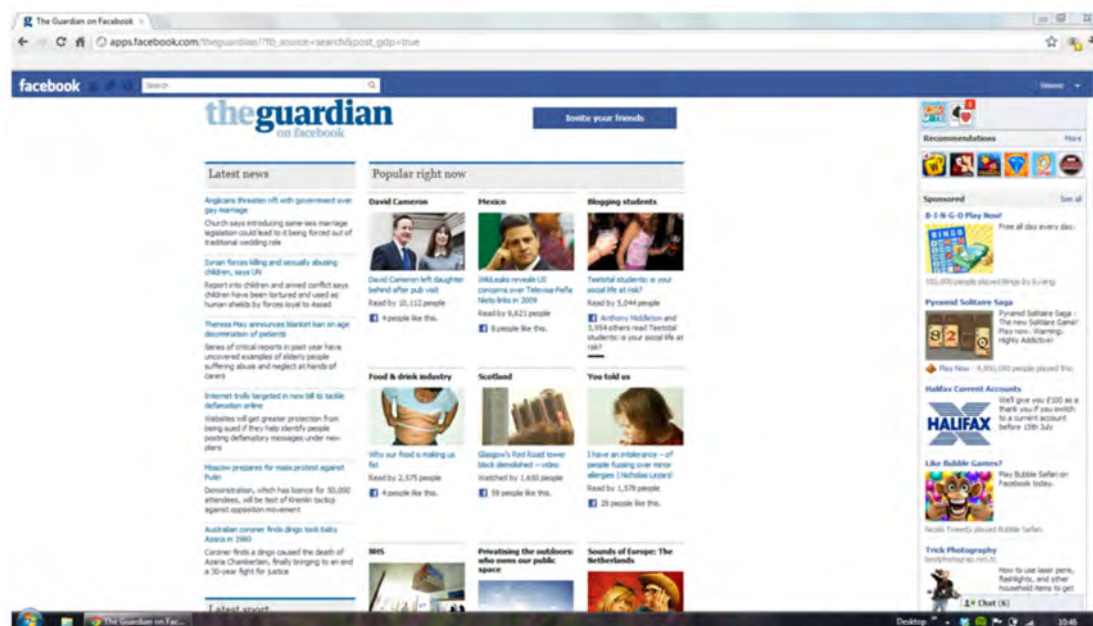 The Guardian on Facebook
apps.facebook.com/theguardian/?fb_source=search&post_gdp=true
facebook
Search
Home
theguardian
on facebook
Invite your friends
Latest news
Anglicans threaten rift with government over
gay marriage
Church says introducing same-sex marriage
legislation could lead to it being forced out of
traditional wedding role
Syrian forces killing and sexually abusing
children, says UN
Report into children and armed conflict says
children have been tortured and used as
human shields by forces loyal to Assad
Theresa May announces blanket ban on age
discrimination of patients
Series of critical reports in past year have
uncovered examples of elderly people
suffering abuse and neglect at hands of
carers
Internet trolls targeted in new bill to tackle
defamation online
Websites will get greater protection from
being sued if they help identify people
posting defamatory messages under new
plans
Moscow prepares for mass protest against
Putin
Demonstration, which has licence for 50,000
attendees, will be test of Kremlin tactics
against opposition movement
Australian coroner finds dingo took baby
Azaria in 1980
Coroner finds a dingo caused the death of
Azaria Chamberlain, finally bringing to an end
a 30-year fight for justice
Latest sport
Popular right now
David Cameron
David Cameron left daughter
behind after pub visit
Read by 10,112 people
4 people like this.
Mexico
WikiLeaks reveals US
concerns over Televisa-Peña
Nieto links in 2009
Read by 9,621 people
8 people like this.
Blogging students
Teetotal students: is your
social life at risk?
Read by 5,044 people
Anthony Middleton and
3,934 others read Teetotal
students: is your social life at
risk?
Food & drink industry
Why our food is making us
fat
Read by 2,575 people
4 people like this.
Scotland
Glasgow's Red Road tower
block demolished – video
Watched by 1,680 people
59 people like this.
You told us
I have an intolerance – of
people fussing over minor
allergies | Nicholas Lezard
Read by 1,578 people
28 people like this.
NHS
Privatising the outdoors:
who owns our public
space
Sounds of Europe: The
Netherlands
Recommendations
More
Sponsored
See all
B-I-N-G-O Play Now!
BINGO
Free all day every day.
people played Bingo by
Pyramid Solitaire Saga
Pyramid Solitaire Saga -
The new Solitaire Game!
Play now. Warning:
Highly Addictive!
Play Now
people played this
Halifax Current Accounts
HALIFAX
We'll give you £100 as a
thank you if you switch
to a current account
before 15th July
Like Bubble Games?
Play Bubble Safari on
Facebook today.
Tweedy played Bubble Safari.
Trick Photography
How to use laser pens,
flashlights, and other
household items to get
Chat (6)
The Guardian on Fac...
Desktop
10:46